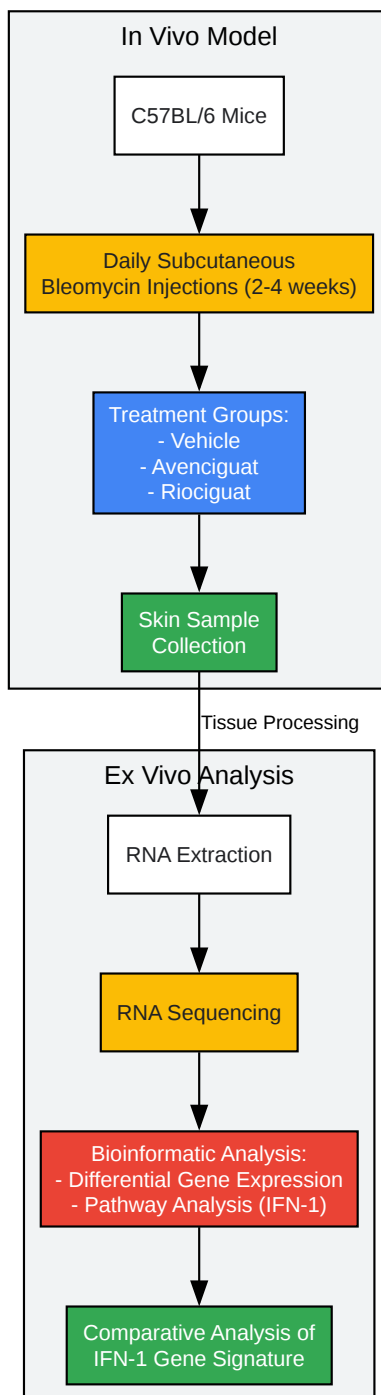 In Vivo Model
C57BL/6 Mice
Daily Subcutaneous
Bleomycin Injections (2-4 weeks)
Treatment Groups:
- Vehicle
- Avenciguat
- Riociguat
Skin Sample
Collection
Tissue Processing
Ex Vivo Analysis
RNA Extraction
RNA Sequencing
Bioinformatic Analysis:
- Differential Gene Expression
- Pathway Analysis (IFN-1)
Comparative Analysis of
IFN-1 Gene Signature